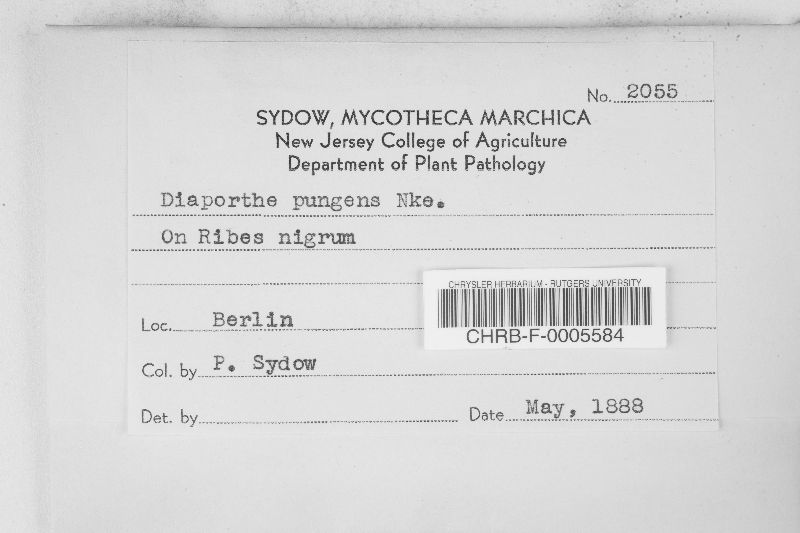 No. 2055
SYDOW, MYCOTHECA MARCHICA
New Jersey College of Agriculture
Department of Plant Pathology
Diaporthe pungens Nke.
On Ribes nigrum
CHRYSLER HERBARIUM - RUTGERS UNIVERSITY
CHRB-F-0005584
Loc. Berlin
Col. by P. Sydow
Det. by
Date May, 1888